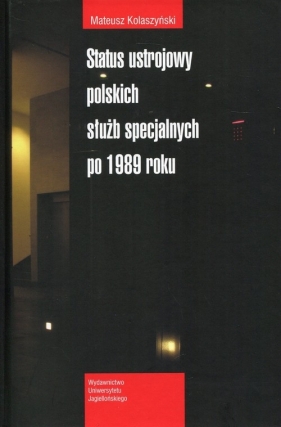 Mateusz Kolaszyński
Status ustrojowy
polskich
służb specjalnych
po 1989 roku
Wydawnictwo
Uniwersytetu
Jagiellońskiego